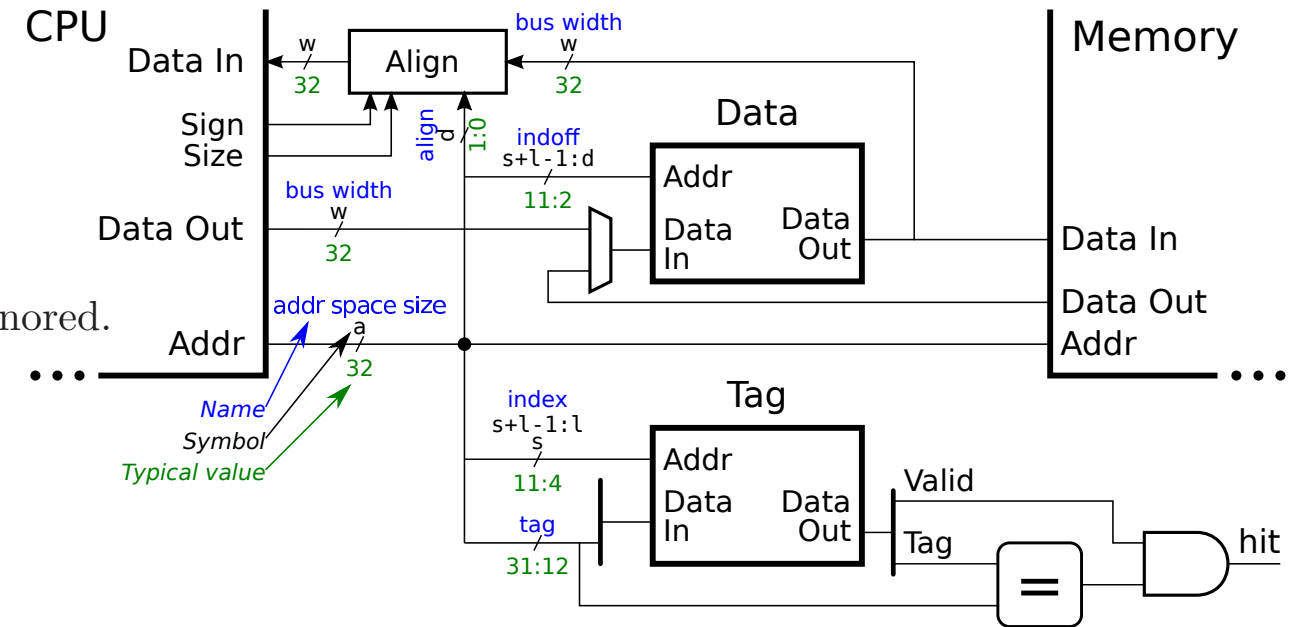 CPU
Memory
bus width
w
32
Data In
w
32
Align
Sign
Size
align
d
1:0
Data
indoff
s+l-1:d
11:2
Addr
Data
In
Data
Out
bus width
w
32
Data Out
Data In
Data Out
nored.
addr space size
a
32
Addr
Addr
Name
Symbol
Typical value
Tag
index
s+l-1:l
s
11:4
Addr
Data
In
Data
Out
tag
31:12
Valid
Tag
=
hit